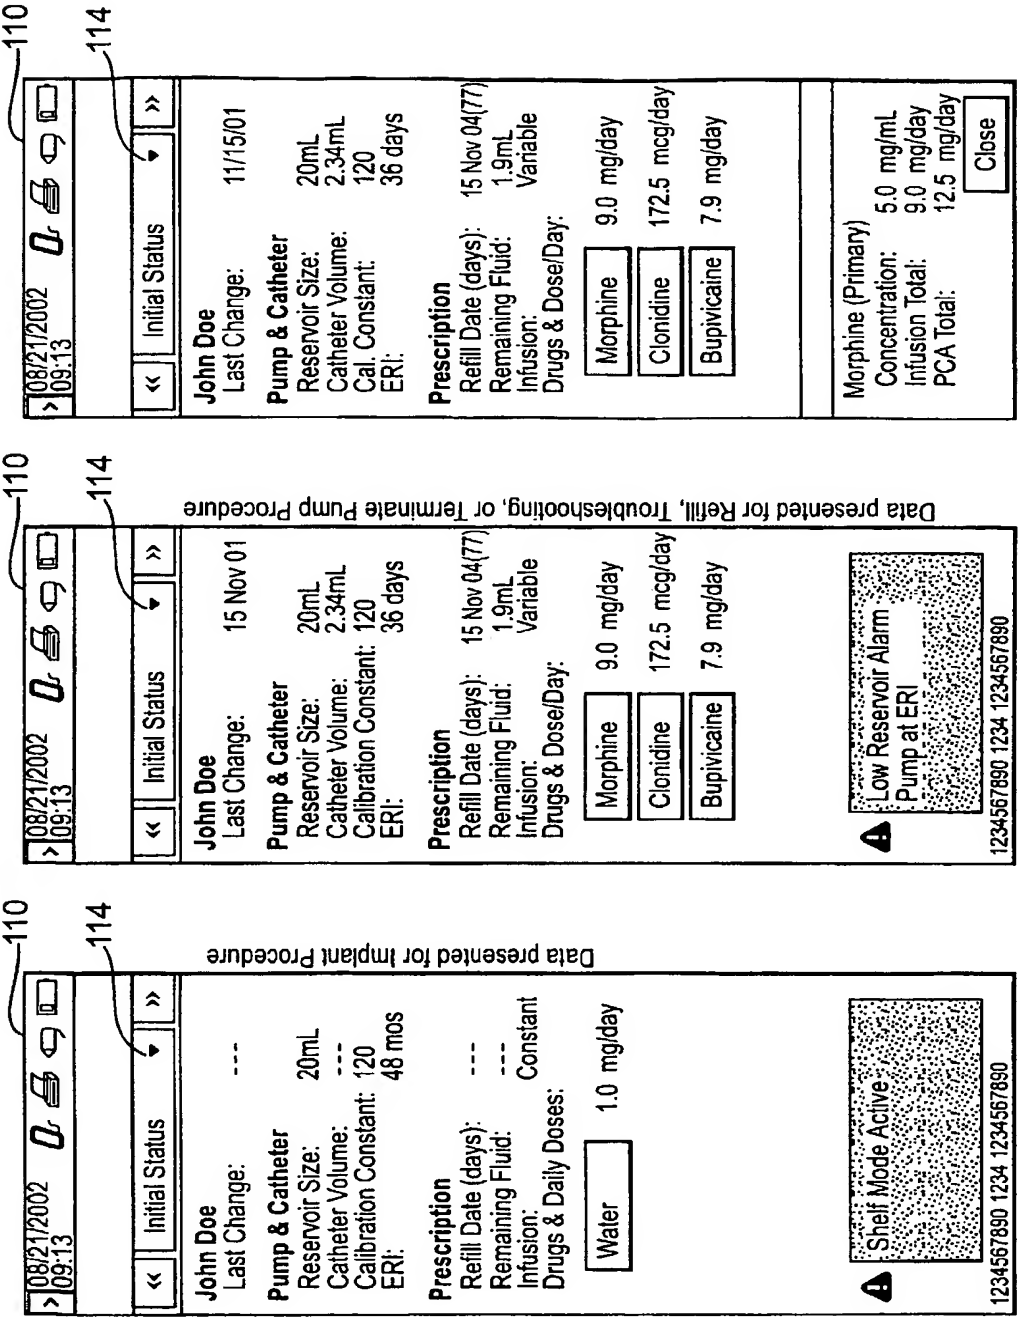 110
> 08/21/2002
09:13
114
<< Initial Status >>
John Doe
Last Change: ---
Pump & Catheter
Reservoir Size: 20mL
Catheter Volume: ---
Calibration Constant: 120
ERI: 48 mos
Prescription
Refill Date (days): ---
Remaining Fluid: ---
Infusion: Constant
Drugs & Daily Doses:
Water 1.0 mg/day
Shelf Mode Active
1234567890 1234 1234567890
Data presented for Implant Procedure
110
> 08/21/2002
09:13
114
<< Initial Status >>
John Doe
Last Change: 15 Nov 01
Pump & Catheter
Reservoir Size: 20mL
Catheter Volume: 2.34mL
Calibration Constant: 120
ERI: 36 days
Prescription
Refill Date (days): 15 Nov 04(77)
Remaining Fluid: 1.9mL
Infusion: Variable
Drugs & Dose/Day:
Morphine 9.0 mg/day
Clonidine 172.5 mcg/day
Bupivicaine 7.9 mg/day
Low Reservoir Alarm
Pump at ERI
1234567890 1234 1234567890
Data presented for Refill, Troubleshooting, or Terminate Pump Procedure
110
> 08/21/2002
09:13
114
<< Initial Status >>
John Doe
Last Change: 11/15/01
Pump & Catheter
Reservoir Size: 20mL
Catheter Volume: 2.34mL
Cal. Constant: 120
ERI: 36 days
Prescription
Refill Date (days): 15 Nov 04(77)
Remaining Fluid: 1.9mL
Infusion: Variable
Drugs & Dose/Day:
Morphine 9.0 mg/day
Clonidine 172.5 mcg/day
Bupivicaine 7.9 mg/day
Morphine (Primary)
Concentration: 5.0 mg/mL
Infusion Total: 9.0 mg/day
PCA Total: 12.5 mg/day
Close